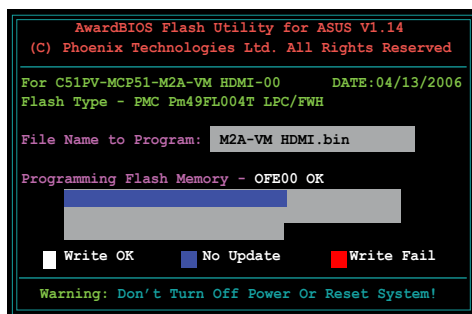 AwardBIOS Flash Utility for ASUS V1.14
(C) Phoenix Technologies Ltd. All Rights Reserved
For C51PV-MCP51-M2A-VM HDMI-00 DATE:04/13/2006
Flash Type - PMC Pm49FL004T LPC/FWH
File Name to Program: M2A-VM HDMI.bin
Programming Flash Memory - OFE00 OK
Write OK No Update Write Fail
Warning: Don't Turn Off Power Or Reset System!